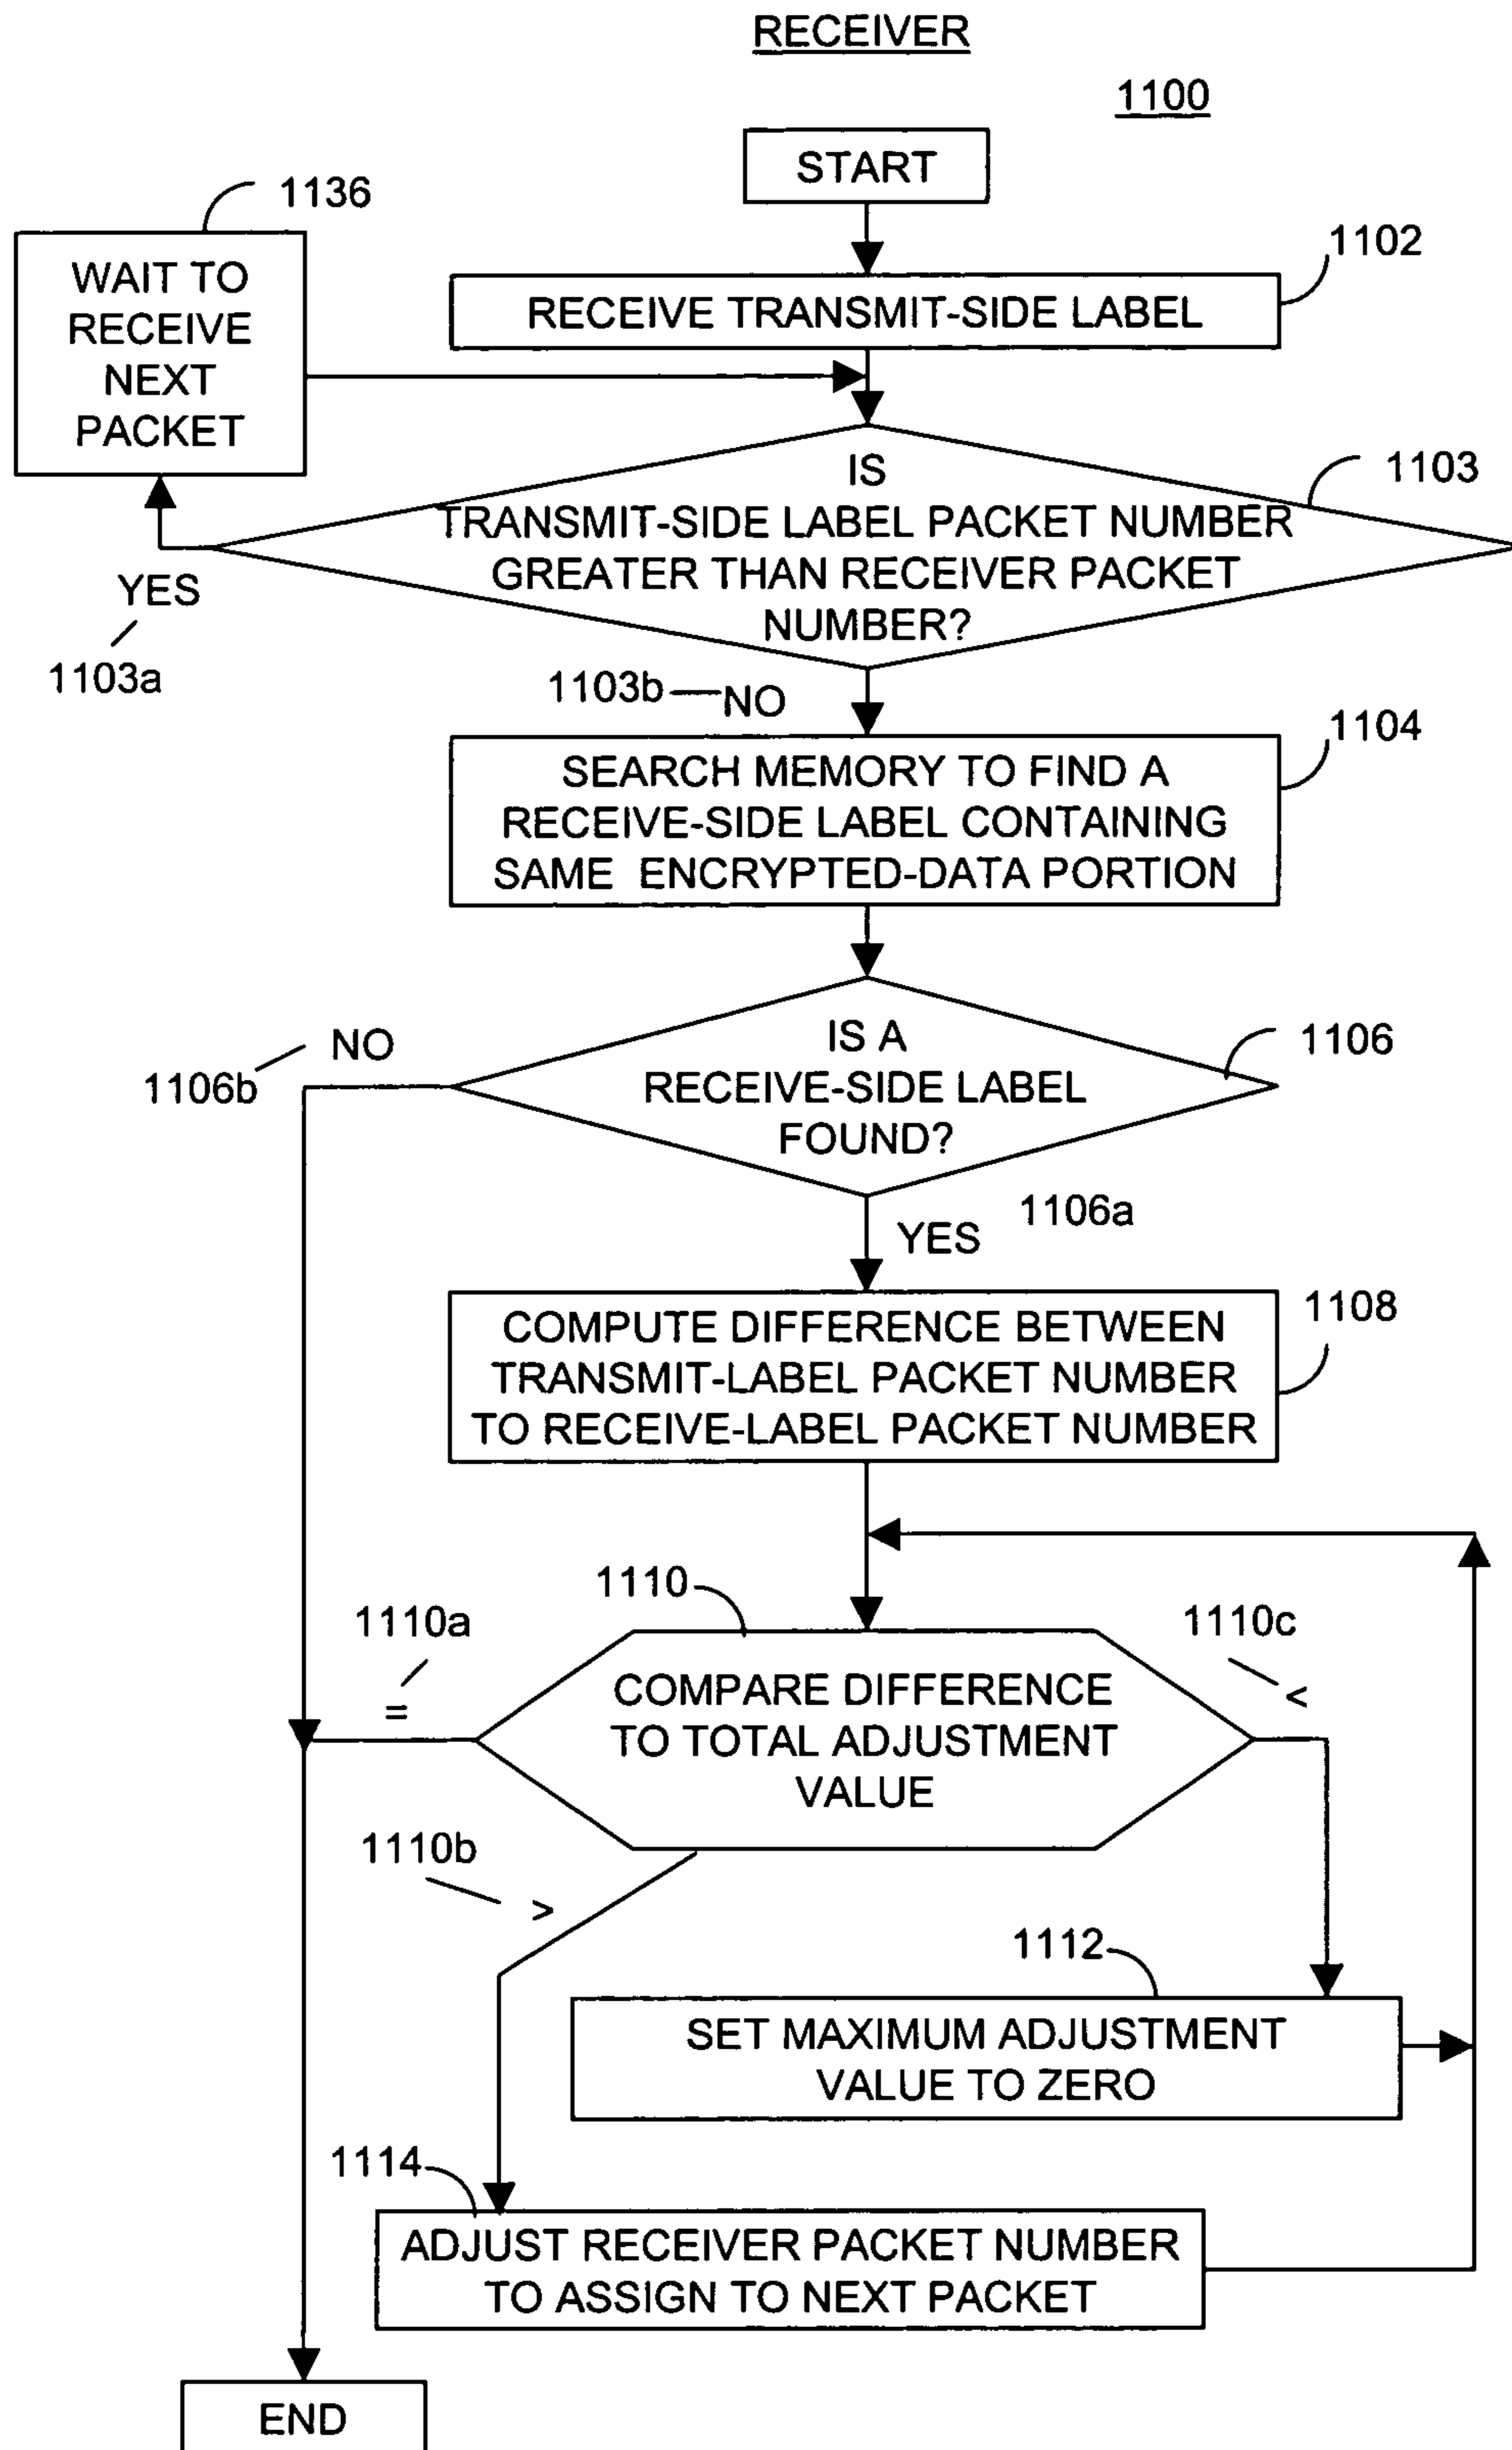 RECEIVER
1100
START
1136
WAIT TO
RECEIVE
NEXT
PACKET
1102
RECEIVE TRANSMIT-SIDE LABEL
1103
IS
TRANSMIT-SIDE LABEL PACKET NUMBER
GREATER THAN RECEIVER PACKET
NUMBER?
YES
1103a
1103b
NO
1104
SEARCH MEMORY TO FIND A
RECEIVE-SIDE LABEL CONTAINING
SAME ENCRYPTED-DATA PORTION
NO
1106b
1106
IS A
RECEIVE-SIDE LABEL
FOUND?
1106a
YES
1108
COMPUTE DIFFERENCE BETWEEN
TRANSMIT-LABEL PACKET NUMBER
TO RECEIVE-LABEL PACKET NUMBER
1110
1110a
=
1110c
<
COMPARE DIFFERENCE
TO TOTAL ADJUSTMENT
VALUE
1110b
>
1112
SET MAXIMUM ADJUSTMENT
VALUE TO ZERO
1114
ADJUST RECEIVER PACKET NUMBER
TO ASSIGN TO NEXT PACKET
END